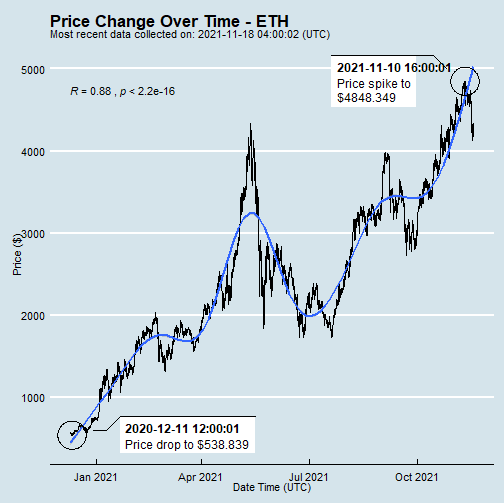 Price Change Over Time - ETH
Most recent data collected on: 2021-11-18 04:00:02 (UTC)
2021-11-10 16:00:01
Price spike to
$4848.349
R = 0.88 , p < 2.2e-16
5000
4000
3000
2000
1000
Price ($)
2020-12-11 12:00:01
Price drop to $538.839
Jan 2021
Apr 2021
Jul 2021
Oct 2021
Date Time (UTC)